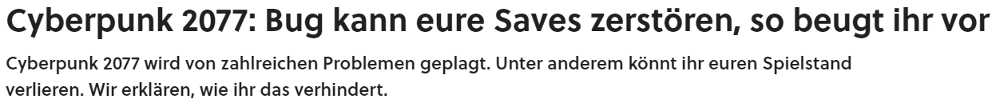 Cyberpunk 2077: Bug kann eure Saves zerstören, so beugt ihr vor
Cyberpunk 2077 wird von zahlreichen Problemen geplagt. Unter anderem könnt ihr euren Spielstand
verlieren. Wir erklären, wie ihr das verhindert.